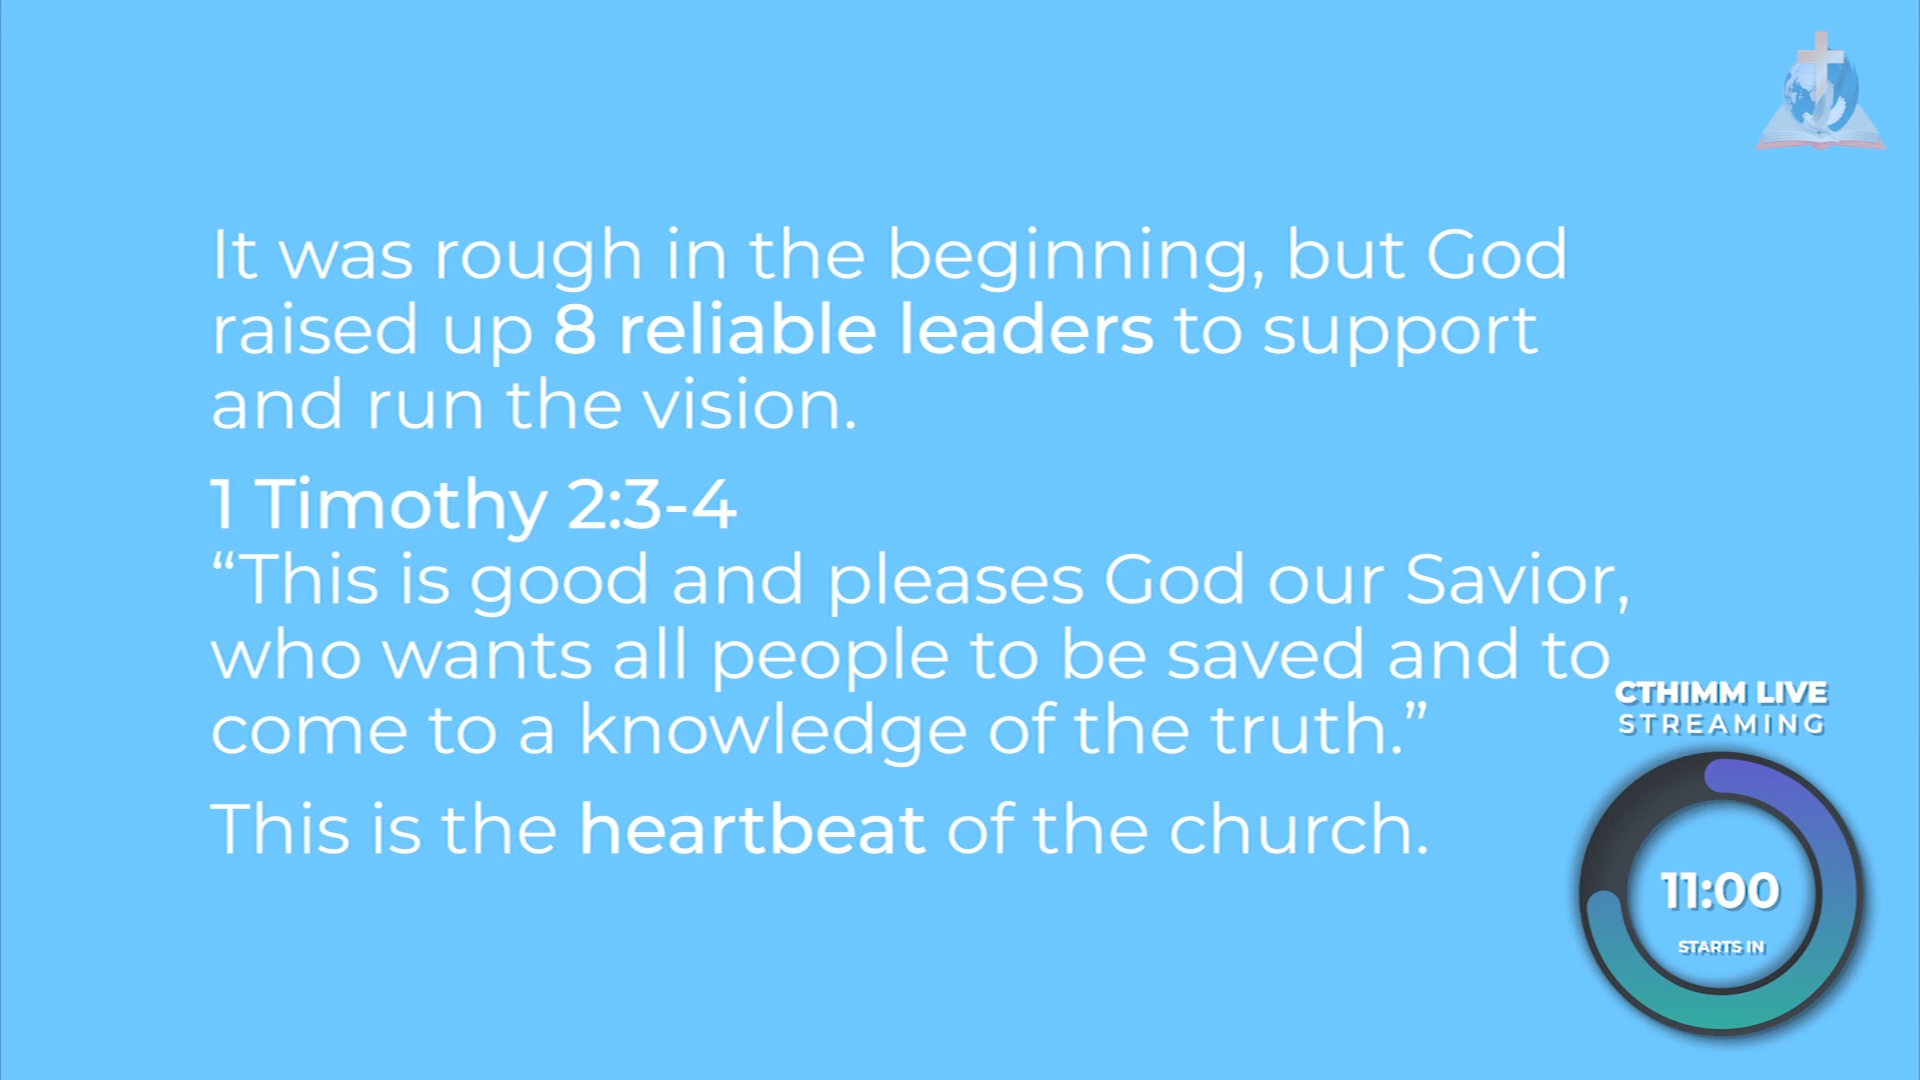 It was rough in the beginning, but God
raised up 8 reliable leaders to support
and run the vision.
1 Timothy 2:3-4
“This is good and pleases God our Savior,
who wants all people to be saved and to
come to a knowledge of the truth.”
This is the heartbeat of the church.
CTHIMM LIVE
STREAMING
11:00
STARTS IN